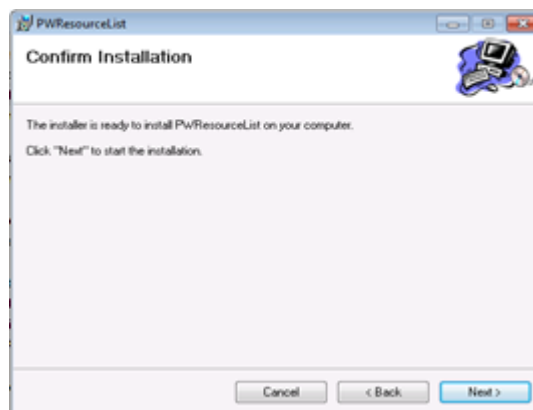 PWResourceList
Confirm Installation
The installer is ready to install PWResourceList on your computer.
Click "Next" to start the installation.
Cancel
< Back
Next >